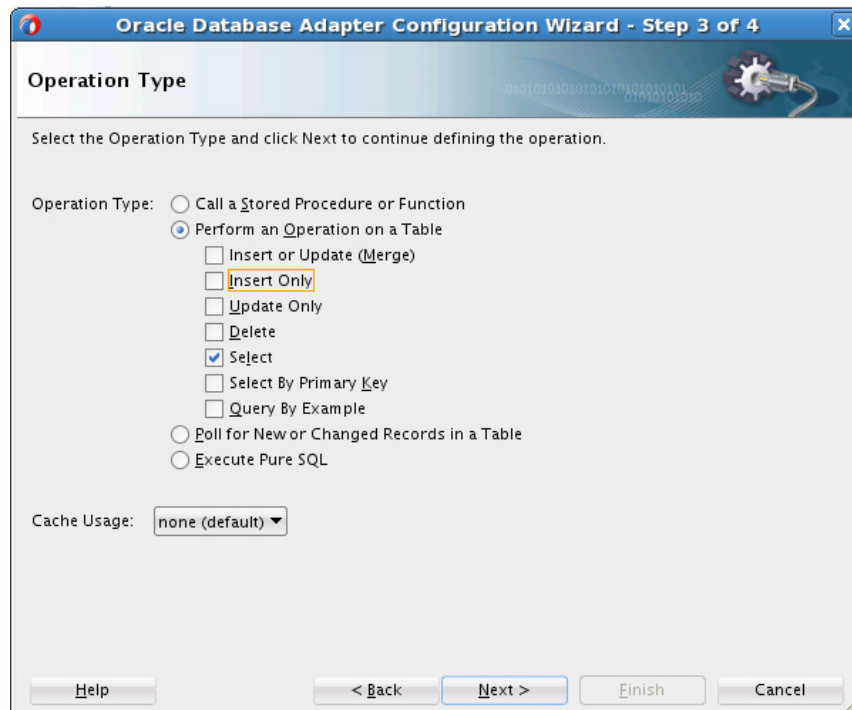 Oracle Database Adapter Configuration Wizard - Step 3 of 4
Operation Type
Select the Operation Type and click Next to continue defining the operation.
Operation Type: Call a Stored Procedure or Function
Perform an Operation on a Table
Insert or Update (Merge)
Insert Only
Update Only
Delete
Select
Select By Primary Key
Query By Example
Poll for New or Changed Records in a Table
Execute Pure SQL
Cache Usage: none (default)
Help < Back Next > Finish Cancel